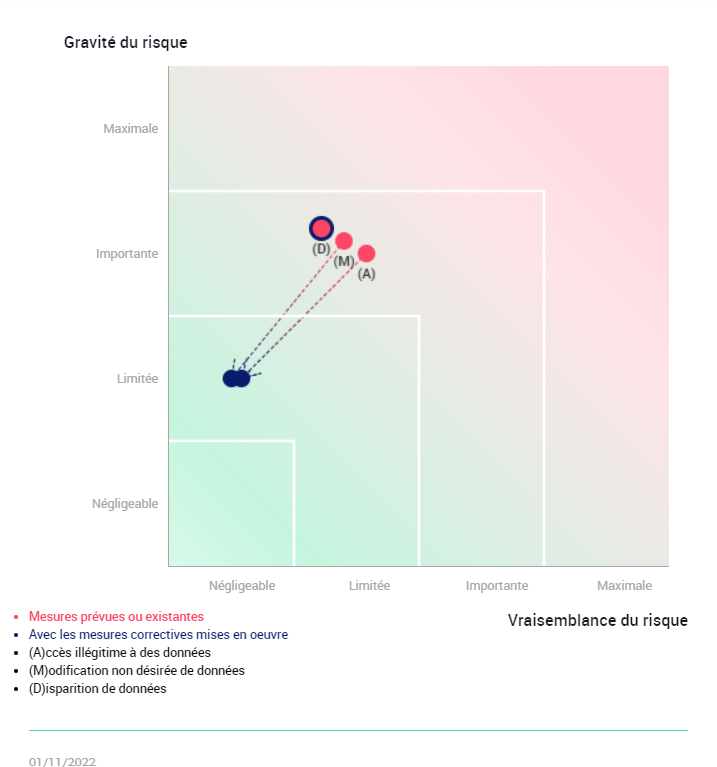 Gravité du risque
Maximale
Importante
Limitée
Négligeable
(D)
(M)
(A)
Négligeable
Limitée
Importante
Maximale
Vraisemblance du risque
Mesures prévues ou existantes
Avec les mesures correctives mises en oeuvre
(A)ccès illégitime à des données
(M)odification non désirée de données
(D)isparition de données
01/11/2022